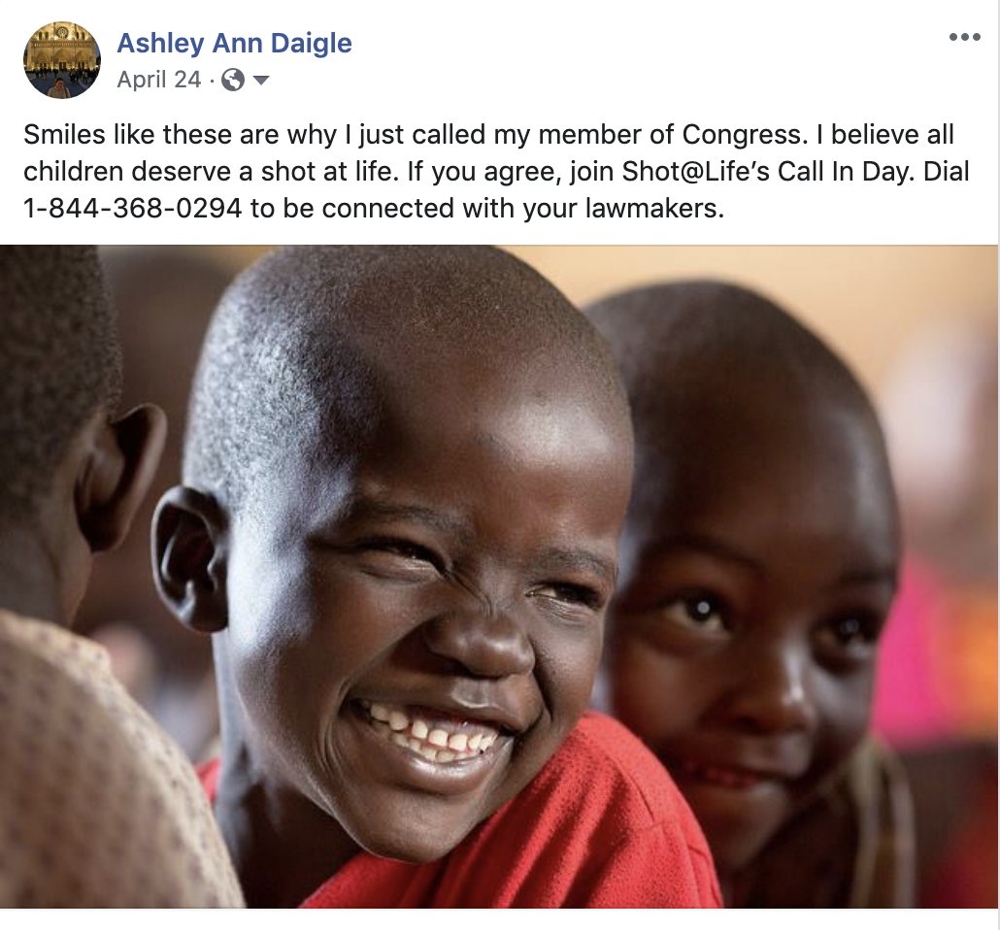 Ashley Ann Daigle
April 24 ·
Smiles like these are why I just called my member of Congress. I believe all
children deserve a shot at life. If you agree, join Shot@Life’s Call In Day. Dial
1-844-368-0294 to be connected with your lawmakers.